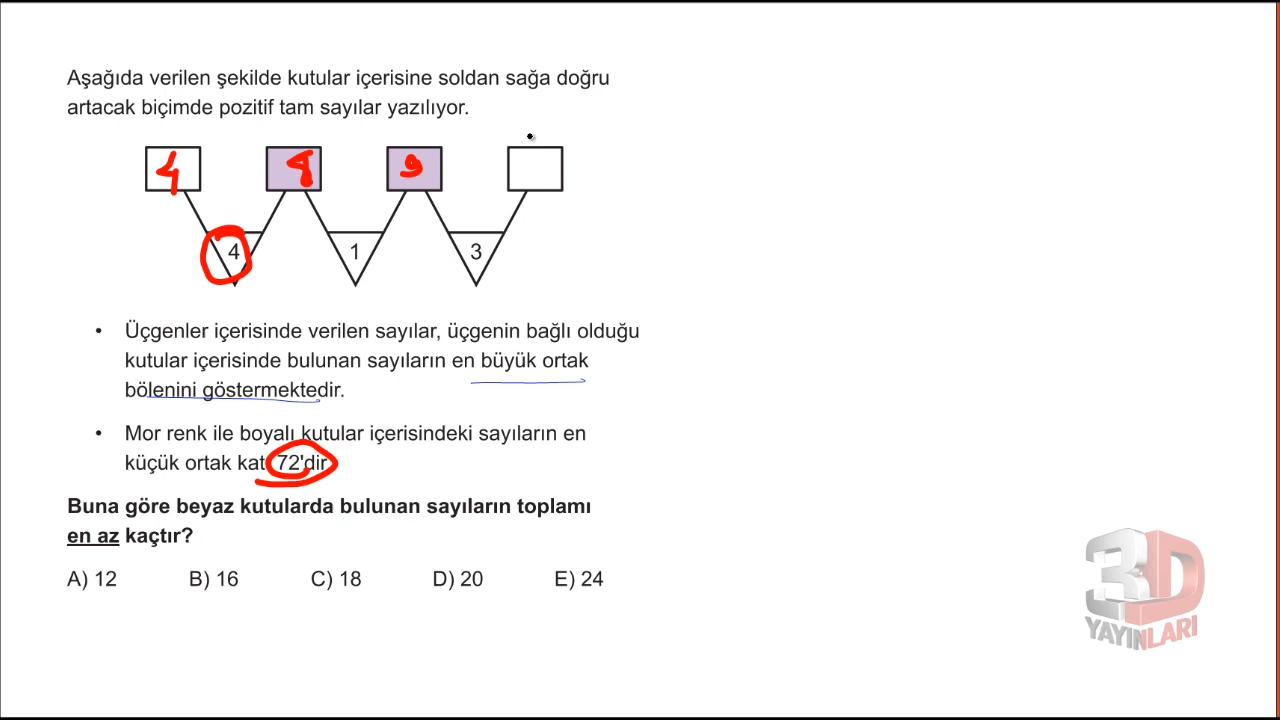 Aşağıda verilen şekilde kutular içerisine soldan sağa doğru
artacak biçimde pozitif tam sayılar yazılıyor.
4 8 9
4 1 3
• Üçgenler içerisinde verilen sayılar, üçgenin bağlı olduğu
kutular içerisinde bulunan sayıların en büyük ortak
bölenini göstermektedir.
• Mor renk ile boyalı kutular içerisindeki sayıların en
küçük ortak kat 72'dir
Buna göre beyaz kutularda bulunan sayıların toplamı
en az kaçtır?
A) 12 B) 16 C) 18 D) 20 E) 24
3D
YAYINLARI